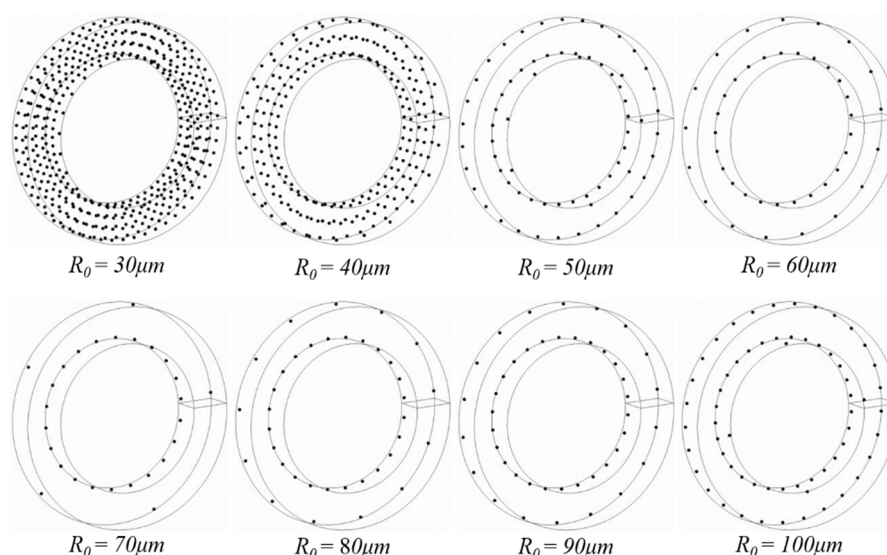 R₀ = 30μm R₀ = 40μm R₀ = 50μm R₀ = 60μm
R₀ = 70μm R₀ = 80μm R₀ = 90μm R₀ = 100μm